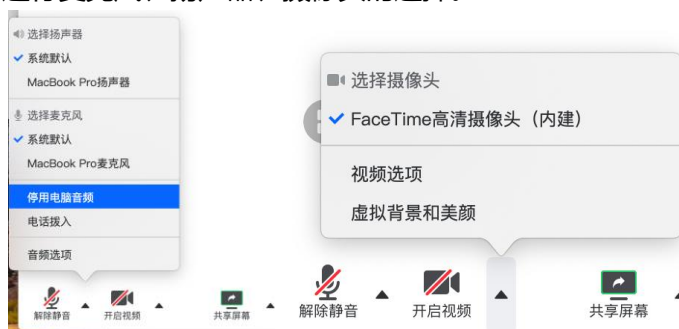 选择扬声器
系统默认
MacBook Pro扬声器
选择麦克风
系统默认
MacBook Pro麦克风
停用电脑音频
电话拨入
音频选项
解除静音 开启视频 共享屏幕
选择摄像头
FaceTime高清摄像头（内建）
视频选项
虚拟背景和美颜
解除静音 开启视频 共享屏幕